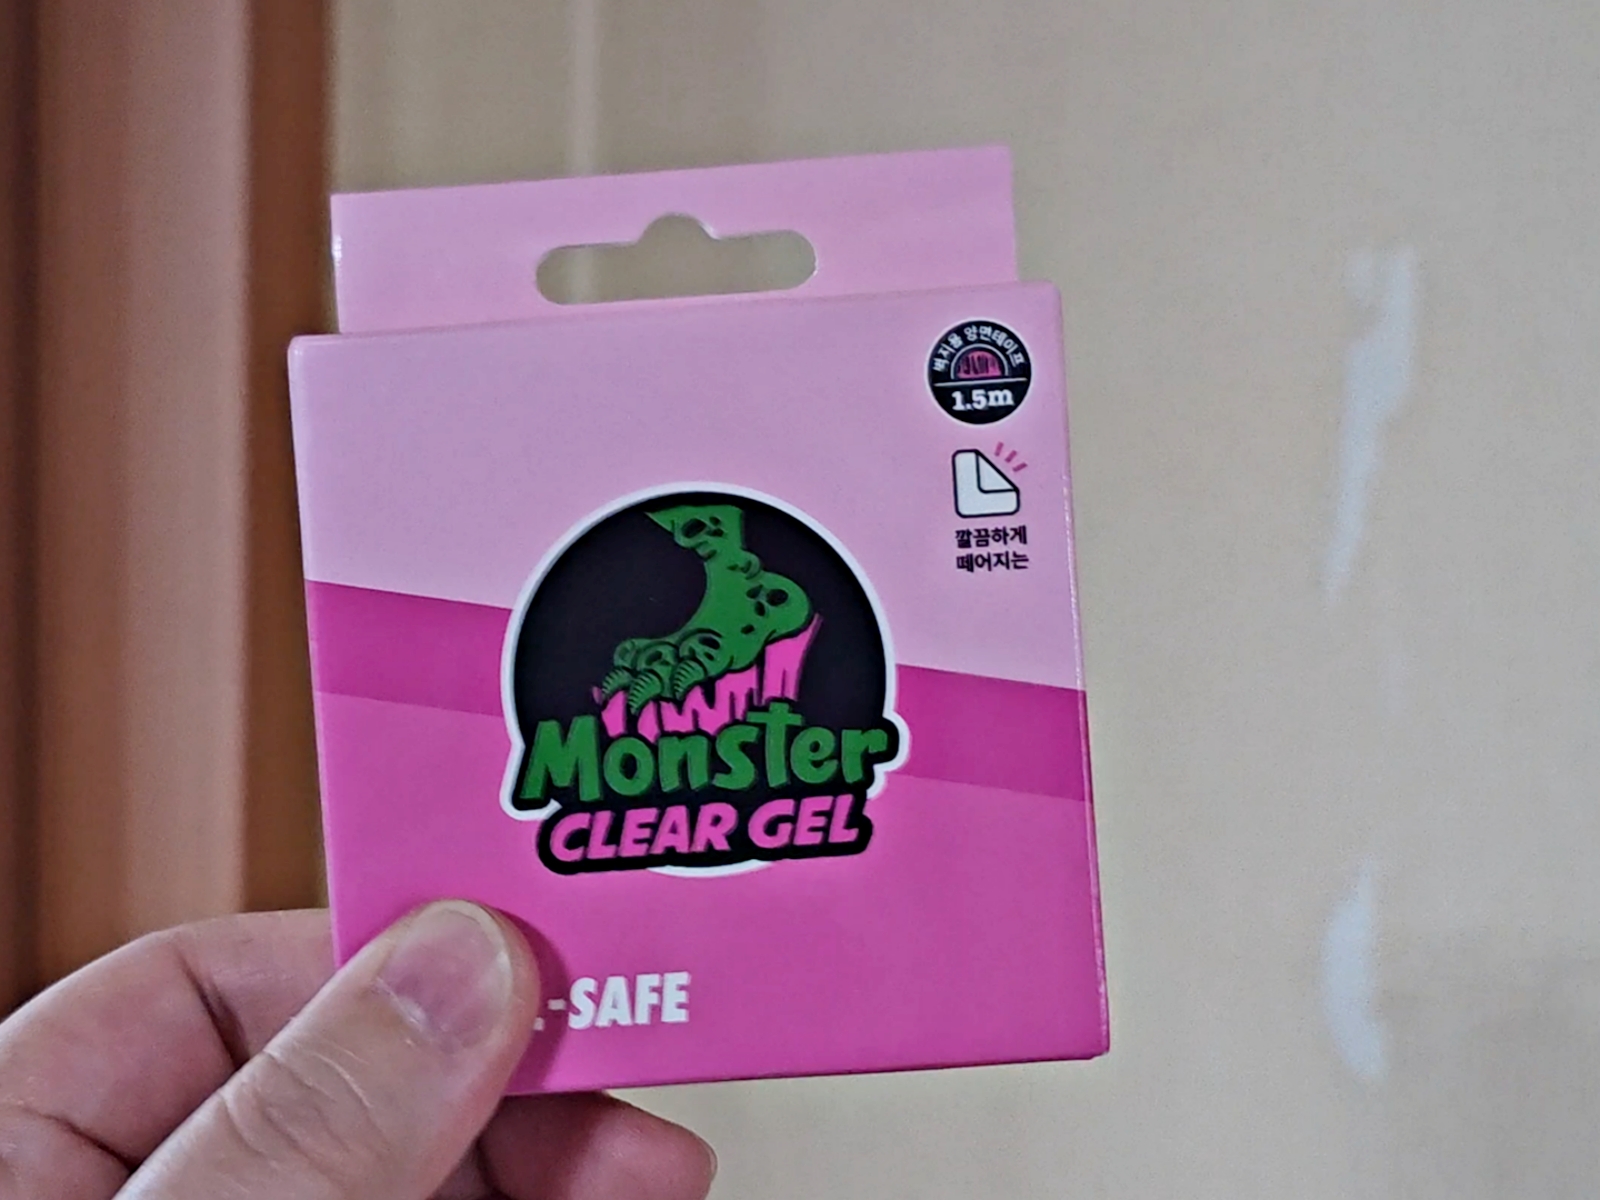 벽지용 양면테이프
1.5m
깔끔하게
떼어지는
Monster
CLEAR GEL
-SAFE